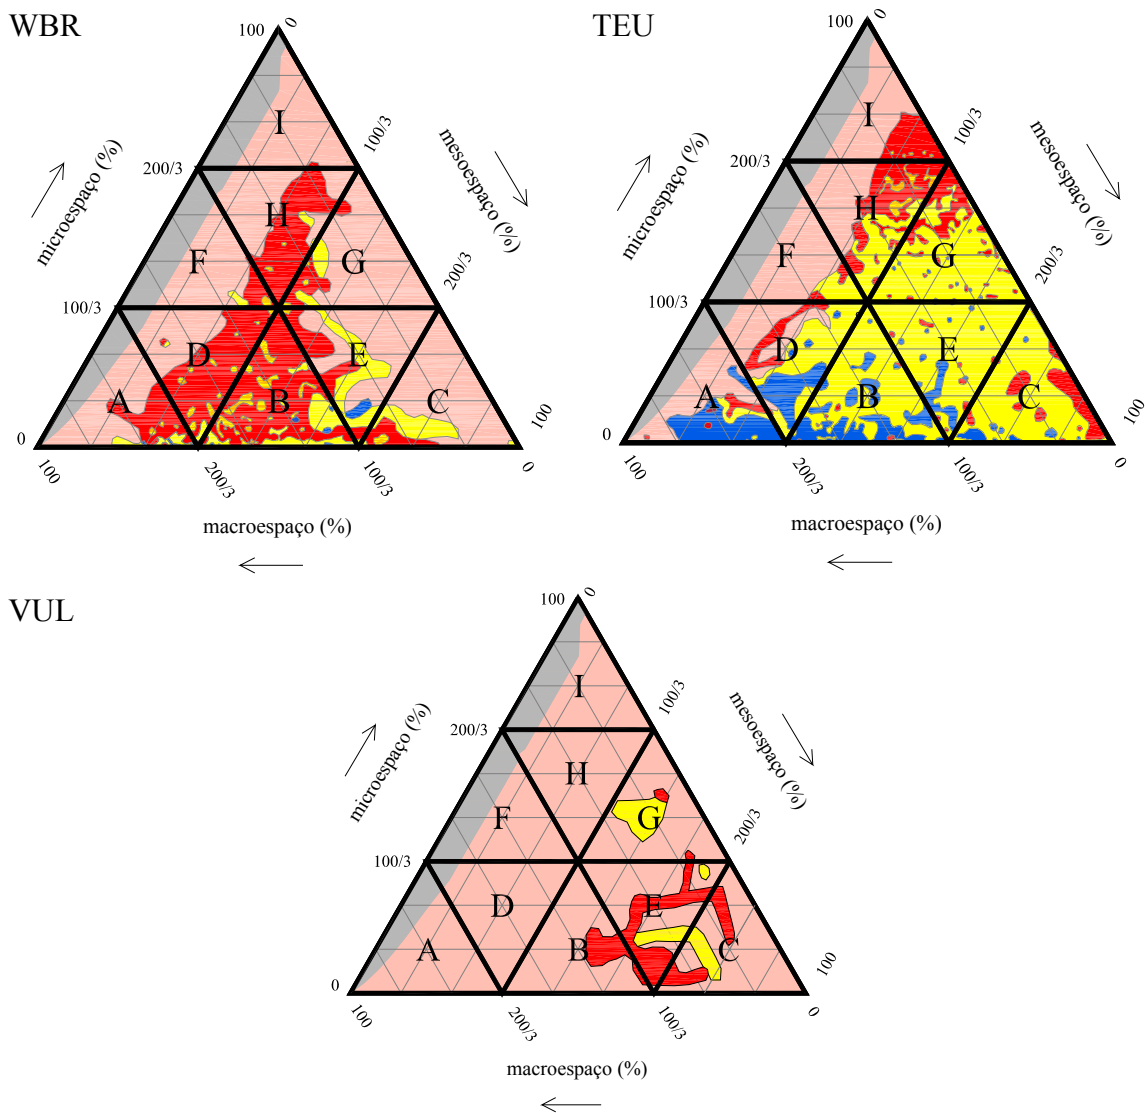 WBR
100
0
microespaço (%)
mesoespaço (%)
I
100/3
200/3
H
F
G
200/3
100/3
D
E
A
B
C
100
0
100
200/3
100/3
0
macroespaço (%)
TEU
100
0
microespaço (%)
mesoespaço (%)
I
100/3
200/3
H
F
G
200/3
100/3
D
E
A
B
C
100
0
100
200/3
100/3
0
macroespaço (%)
VUL
100
0
microespaço (%)
mesoespaço (%)
I
100/3
200/3
H
F
G
200/3
100/3
D
E
A
B
C
100
0
100
200/3
100/3
0
macroespaço (%)